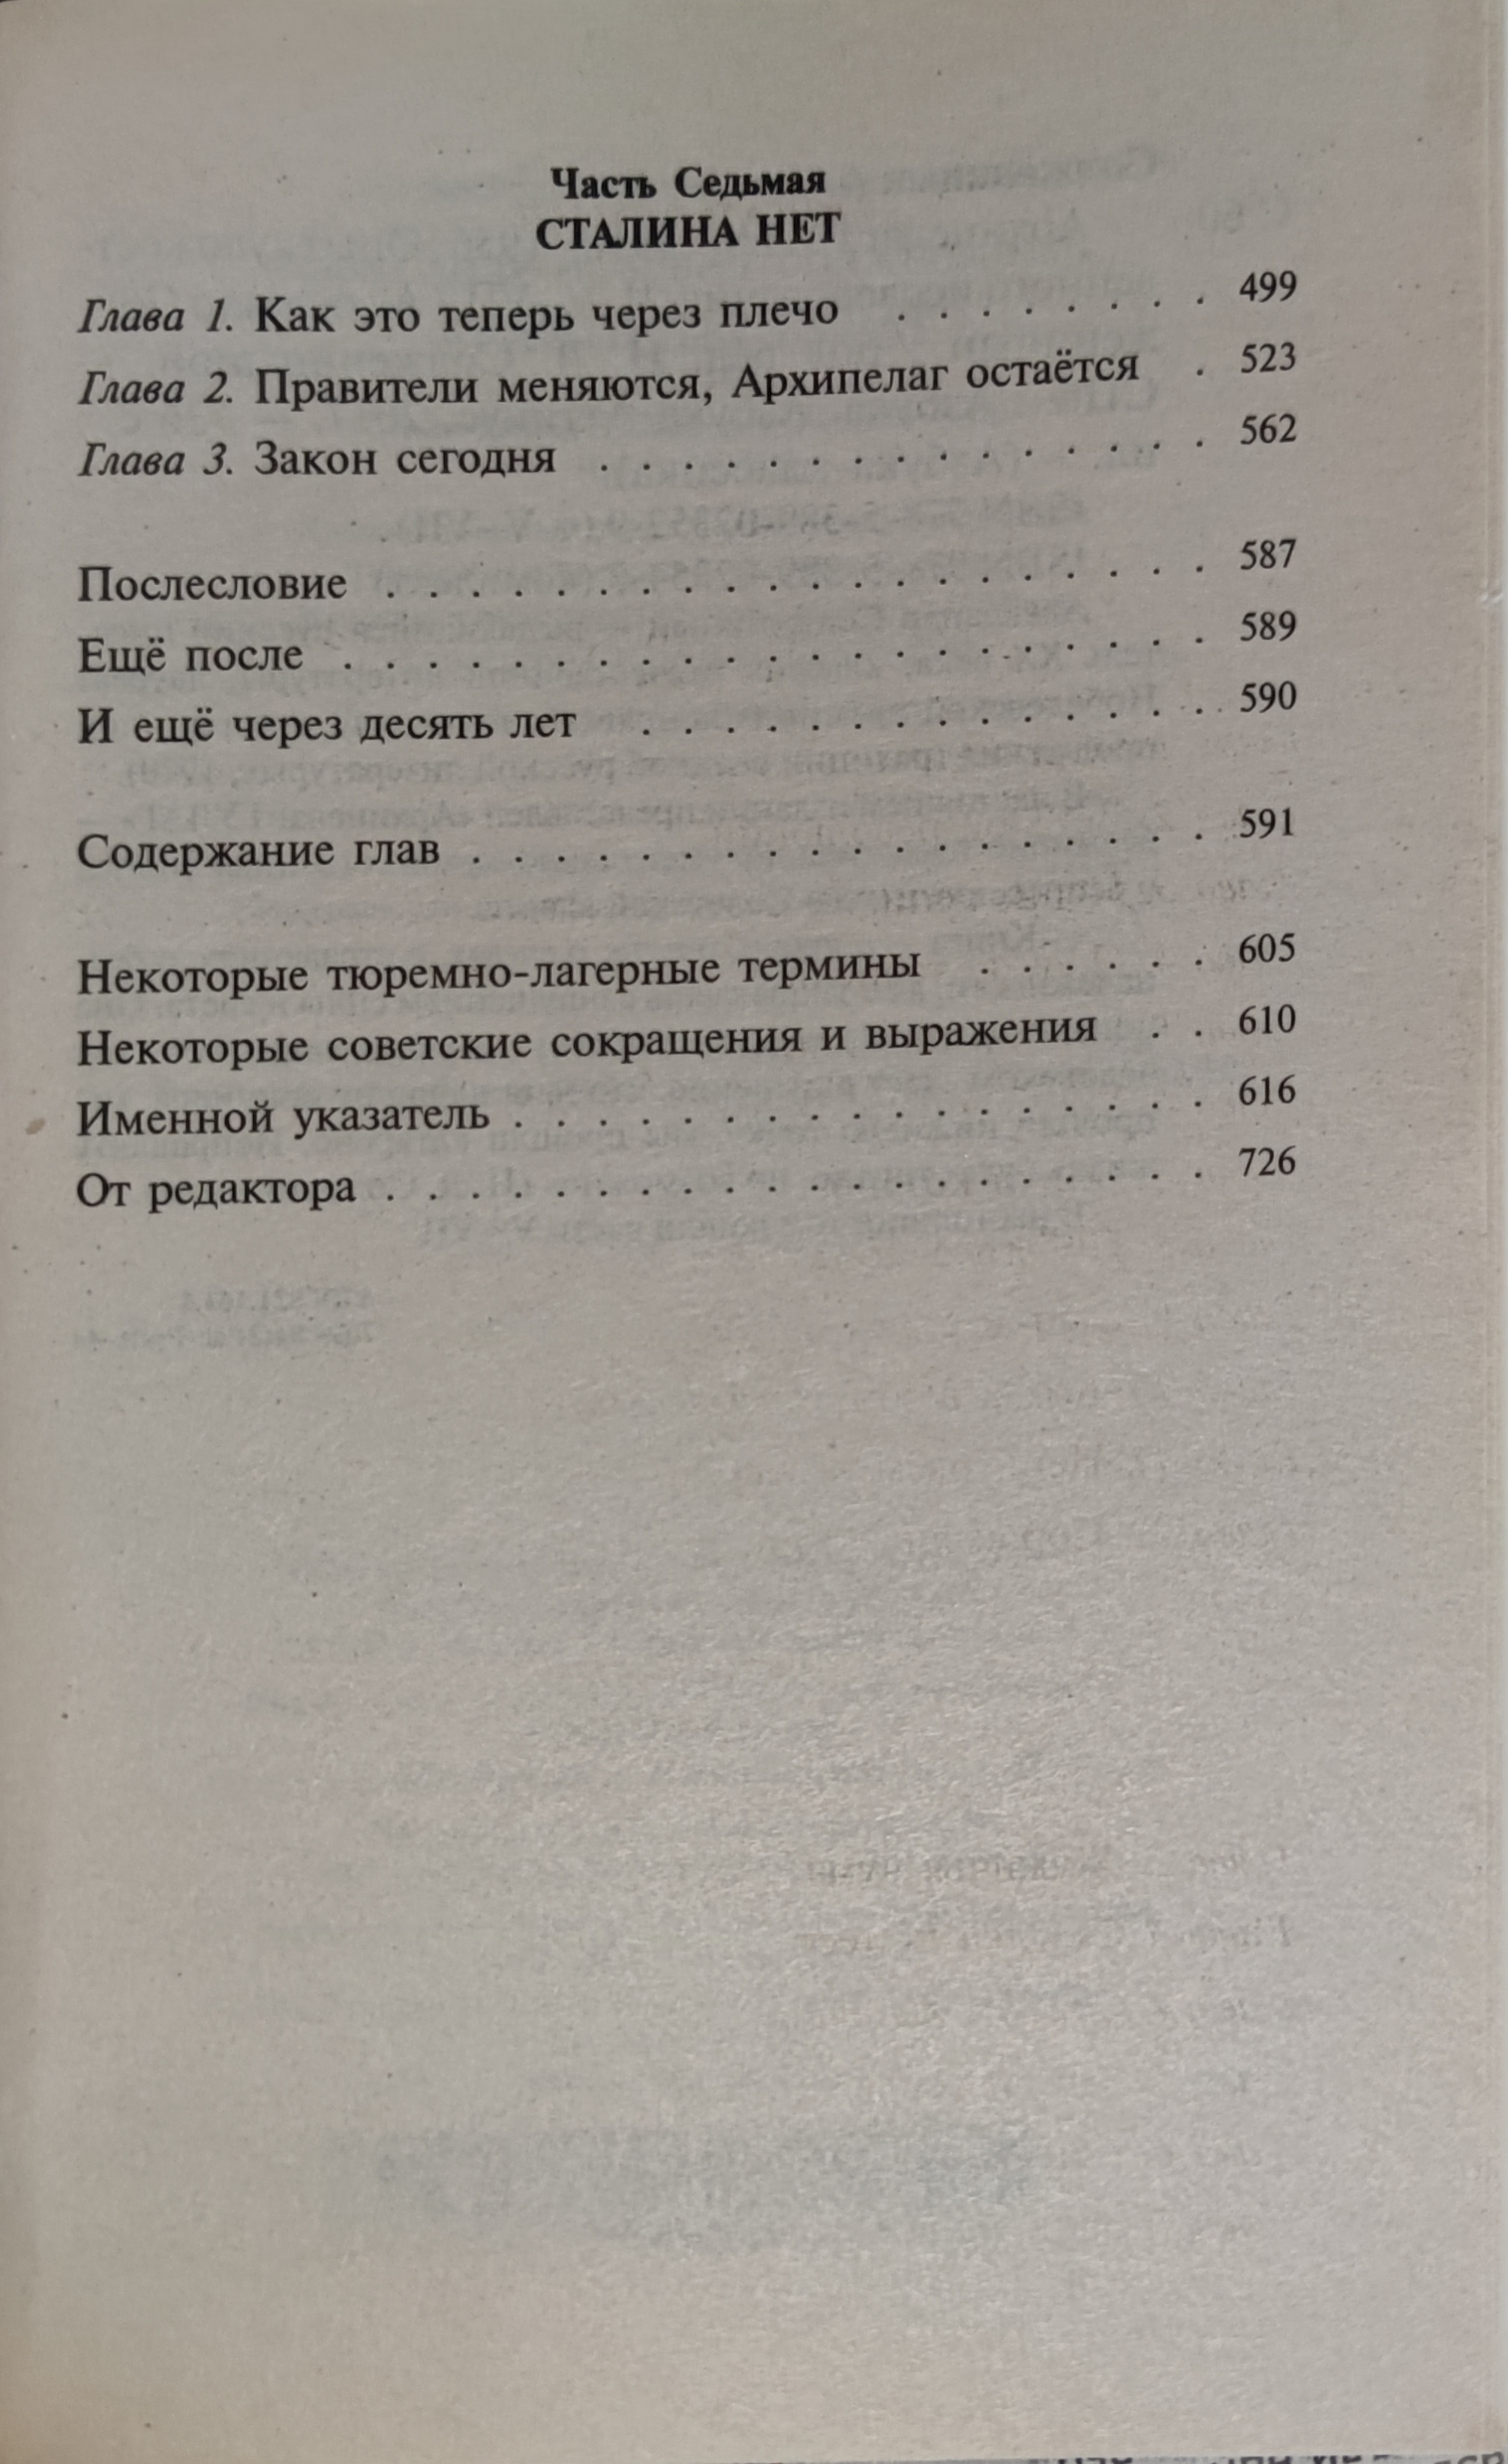 Часть Седьмая
СТАЛИНА НЕТ
Глава 1. Как это теперь через плечо . . . . . . . . 499
Глава 2. Правители меняются, Архипелаг остаётся . 523
Глава 3. Закон сегодня . . . . . . . . . . . . . . . 562
Послесловие . . . . . . . . . . . . . . . . . . . . 587
Ещё после . . . . . . . . . . . . . . . . . . . . . 589
И ещё через десять лет . . . . . . . . . . . . . . 590
Содержание глав . . . . . . . . . . . . . . . . . . 591
Некоторые тюремно-лагерные термины . . . . . . 605
Некоторые советские сокращения и выражения . . 610
Именной указатель . . . . . . . . . . . . . . . . . 616
От редактора . . . . . . . . . . . . . . . . . . . . 726